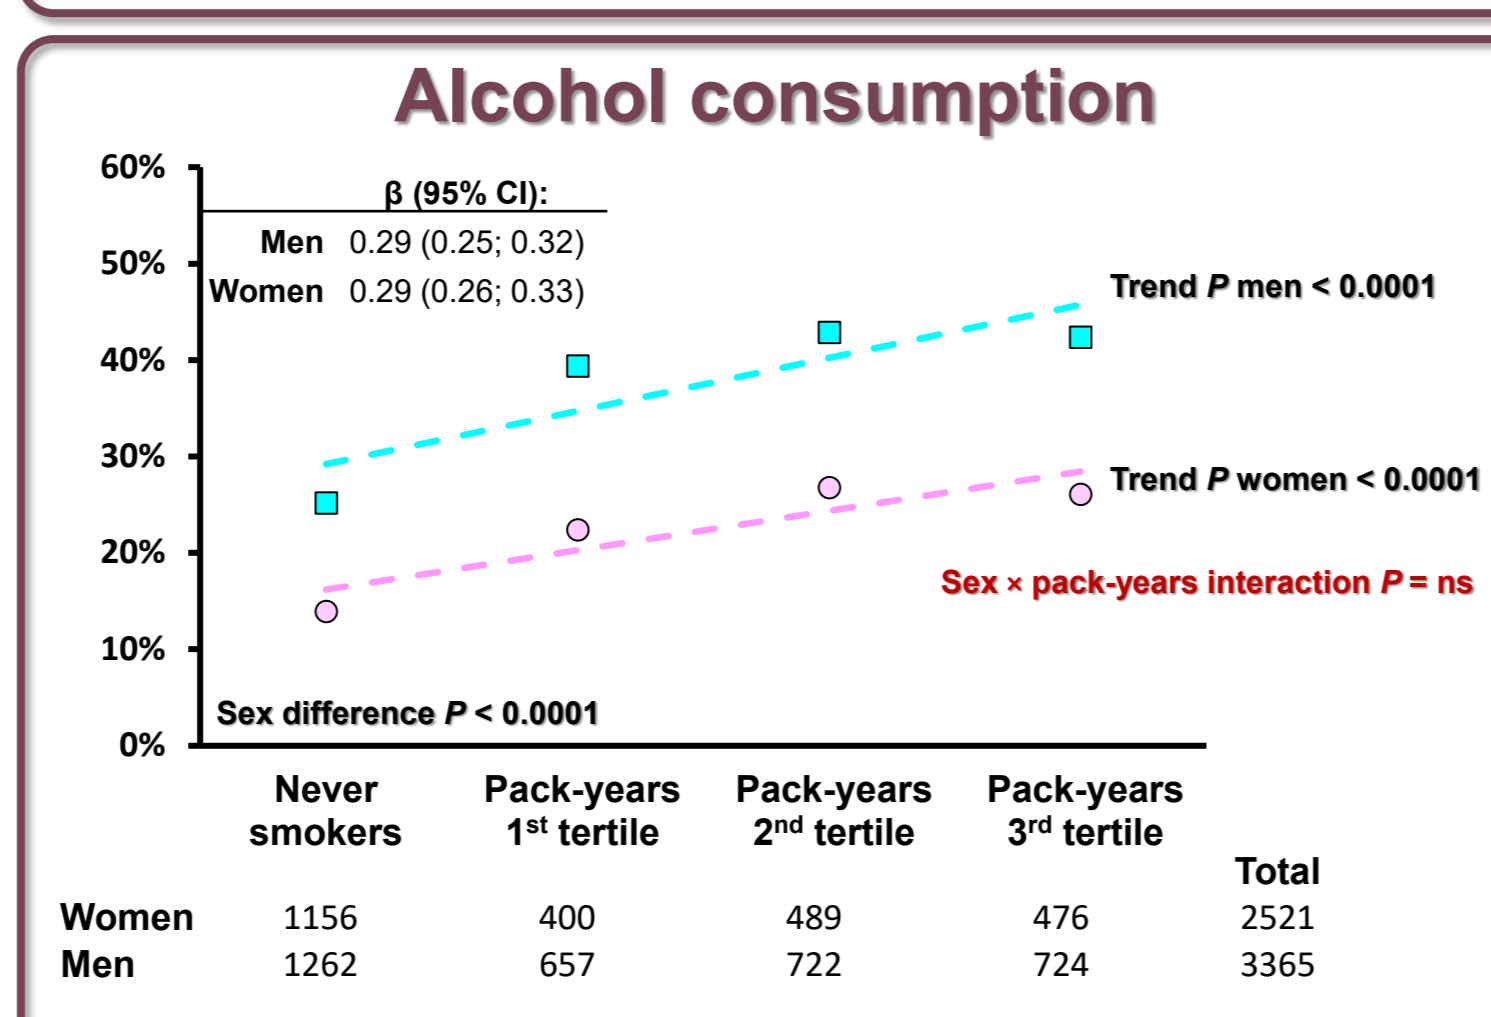 Alcohol consumption
60%
50%
40%
30%
20%
10%
0%
β (95% CI):
Men 0.29 (0.25; 0.32)
Women 0.29 (0.26; 0.33)
Trend P men < 0.0001
Trend P women < 0.0001
Sex × pack-years interaction P = ns
Sex difference P < 0.0001
Never smokers
Pack-years 1st tertile
Pack-years 2nd tertile
Pack-years 3rd tertile
Total
Women 1156 400 489 476 2521
Men 1262 657 722 724 3365